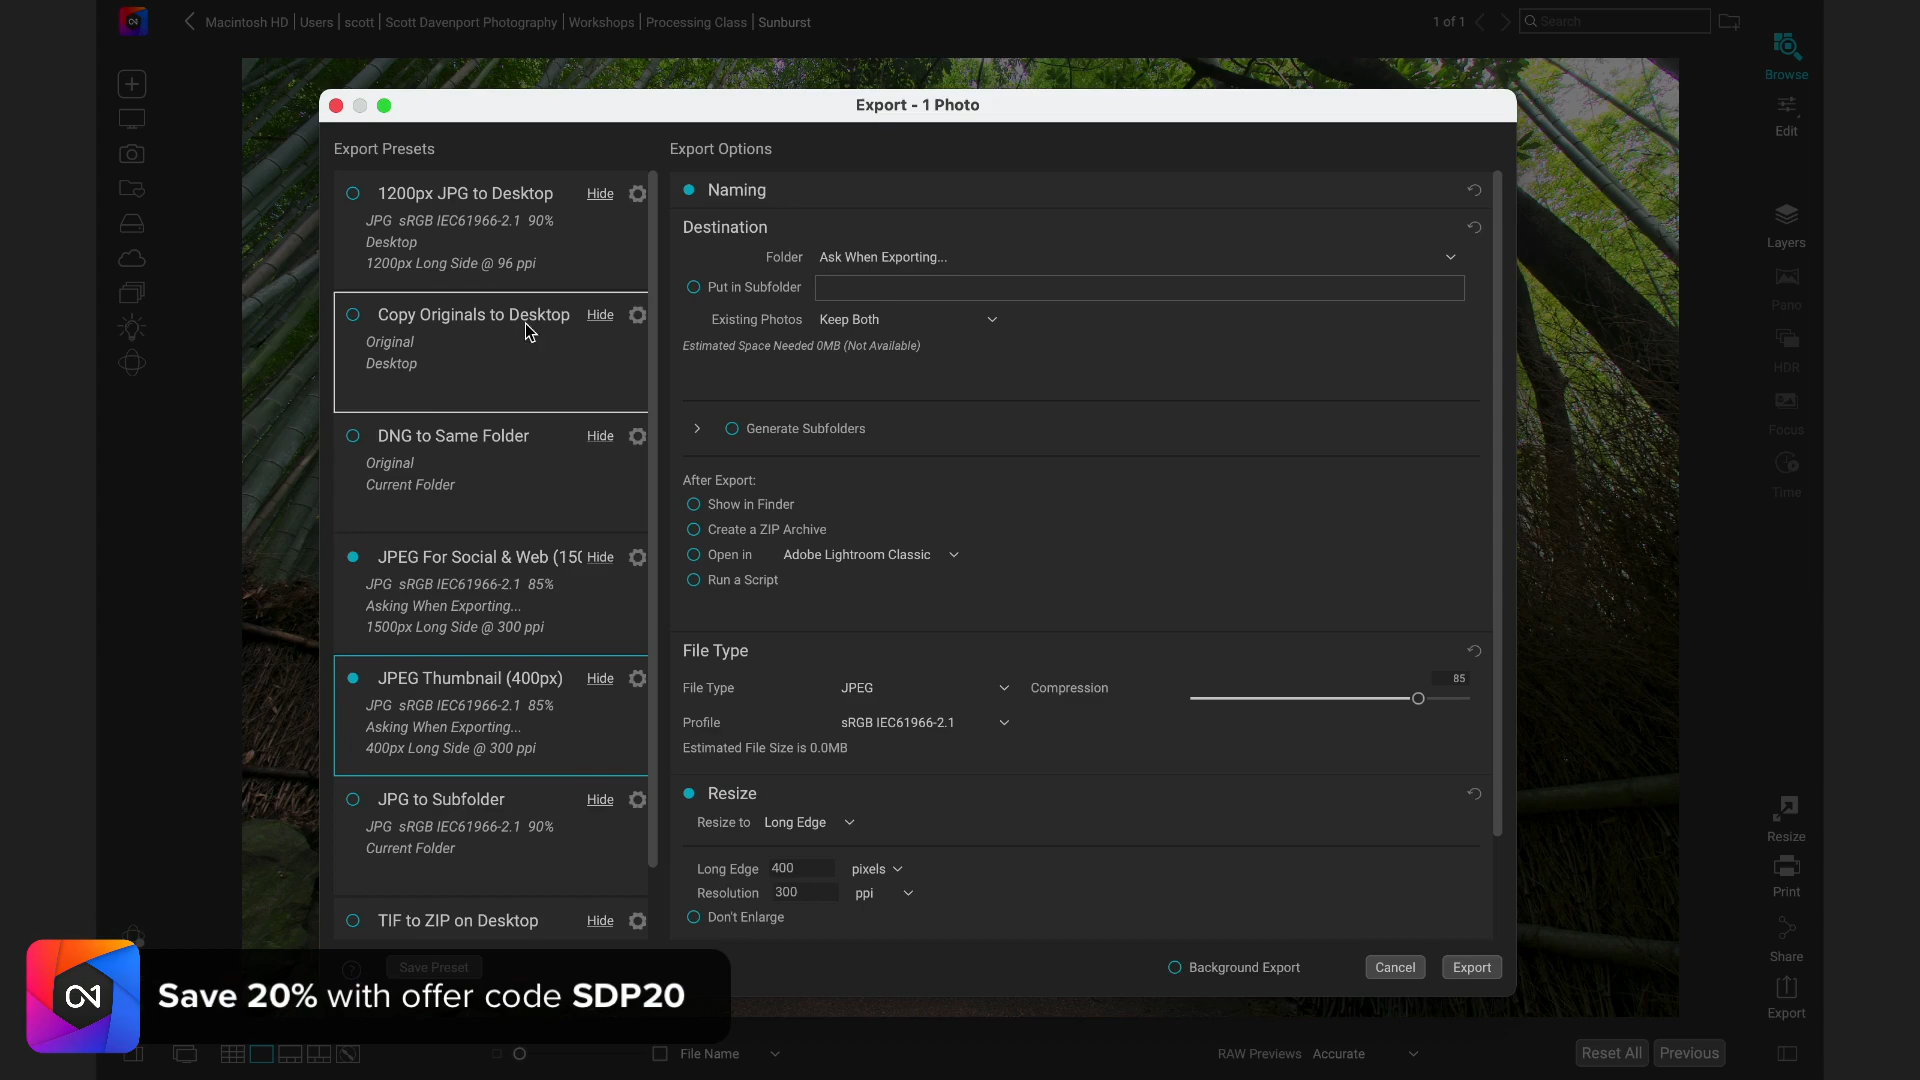 Macintosh HD | Users | scott | Scott Davenport Photography | Workshops | Processing Class | Sunburst
1 of 1
Search
Browse
Edit
Layers
Pano
HDR
Focus
Time
Resize
Print
Share
Export
Export - 1 Photo
Export Presets
1200px JPG to Desktop Hide
JPG sRGB IEC61966-2.1 90%
Desktop
1200px Long Side @ 96 ppi
Copy Originals to Desktop Hide
Original
Desktop
DNG to Same Folder Hide
Original
Current Folder
JPEG For Social & Web (150 Hide
JPG sRGB IEC61966-2.1 85%
Asking When Exporting...
1500px Long Side @ 300 ppi
JPEG Thumbnail (400px) Hide
JPG sRGB IEC61966-2.1 85%
Asking When Exporting...
400px Long Side @ 300 ppi
JPG to Subfolder Hide
JPG sRGB IEC61966-2.1 90%
Current Folder
TIF to ZIP on Desktop Hide
Export Options
Naming
Destination
Folder Ask When Exporting...
Put in Subfolder
Existing Photos Keep Both
Estimated Space Needed 0MB (Not Available)
Generate Subfolders
After Export:
Show in Finder
Create a ZIP Archive
Open in Adobe Lightroom Classic
Run a Script
File Type
File Type JPEG Compression 85
Profile sRGB IEC61966-2.1
Estimated File Size is 0.0MB
Resize
Resize to Long Edge
Long Edge 400 pixels
Resolution 300 ppi
Don't Enlarge
? Save Preset
Background Export Cancel Export
Save 20% with offer code SDP20
File Name
RAW Previews Accurate
Reset All Previous